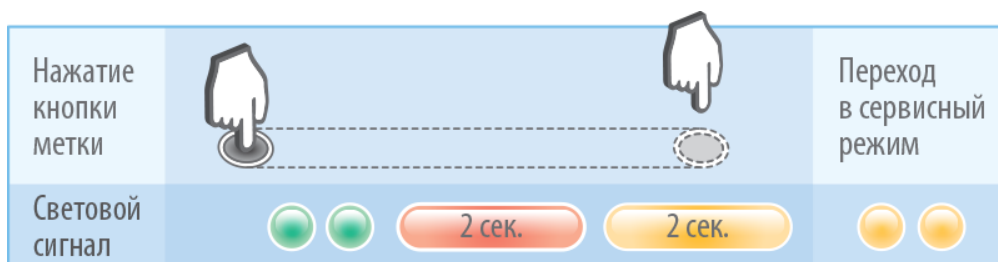 Нажатие
кнопки
метки
Переход
в сервисный
режим
Световой
сигнал
2 сек.
2 сек.